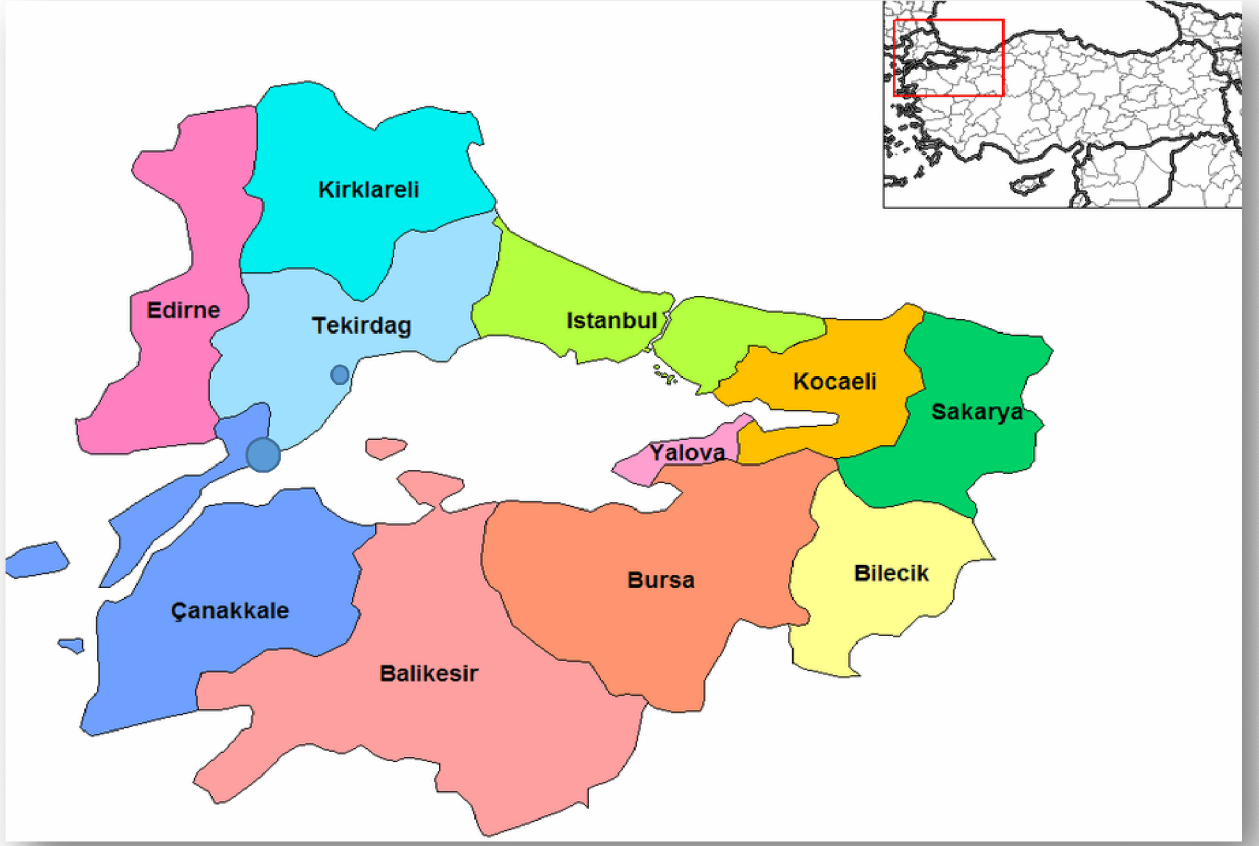 Kirklareli
Edirne
Tekirdag
Istanbul
Kocaeli
Sakarya
Yalova
Bursa
Bilecik
Çanakkale
Balikesir